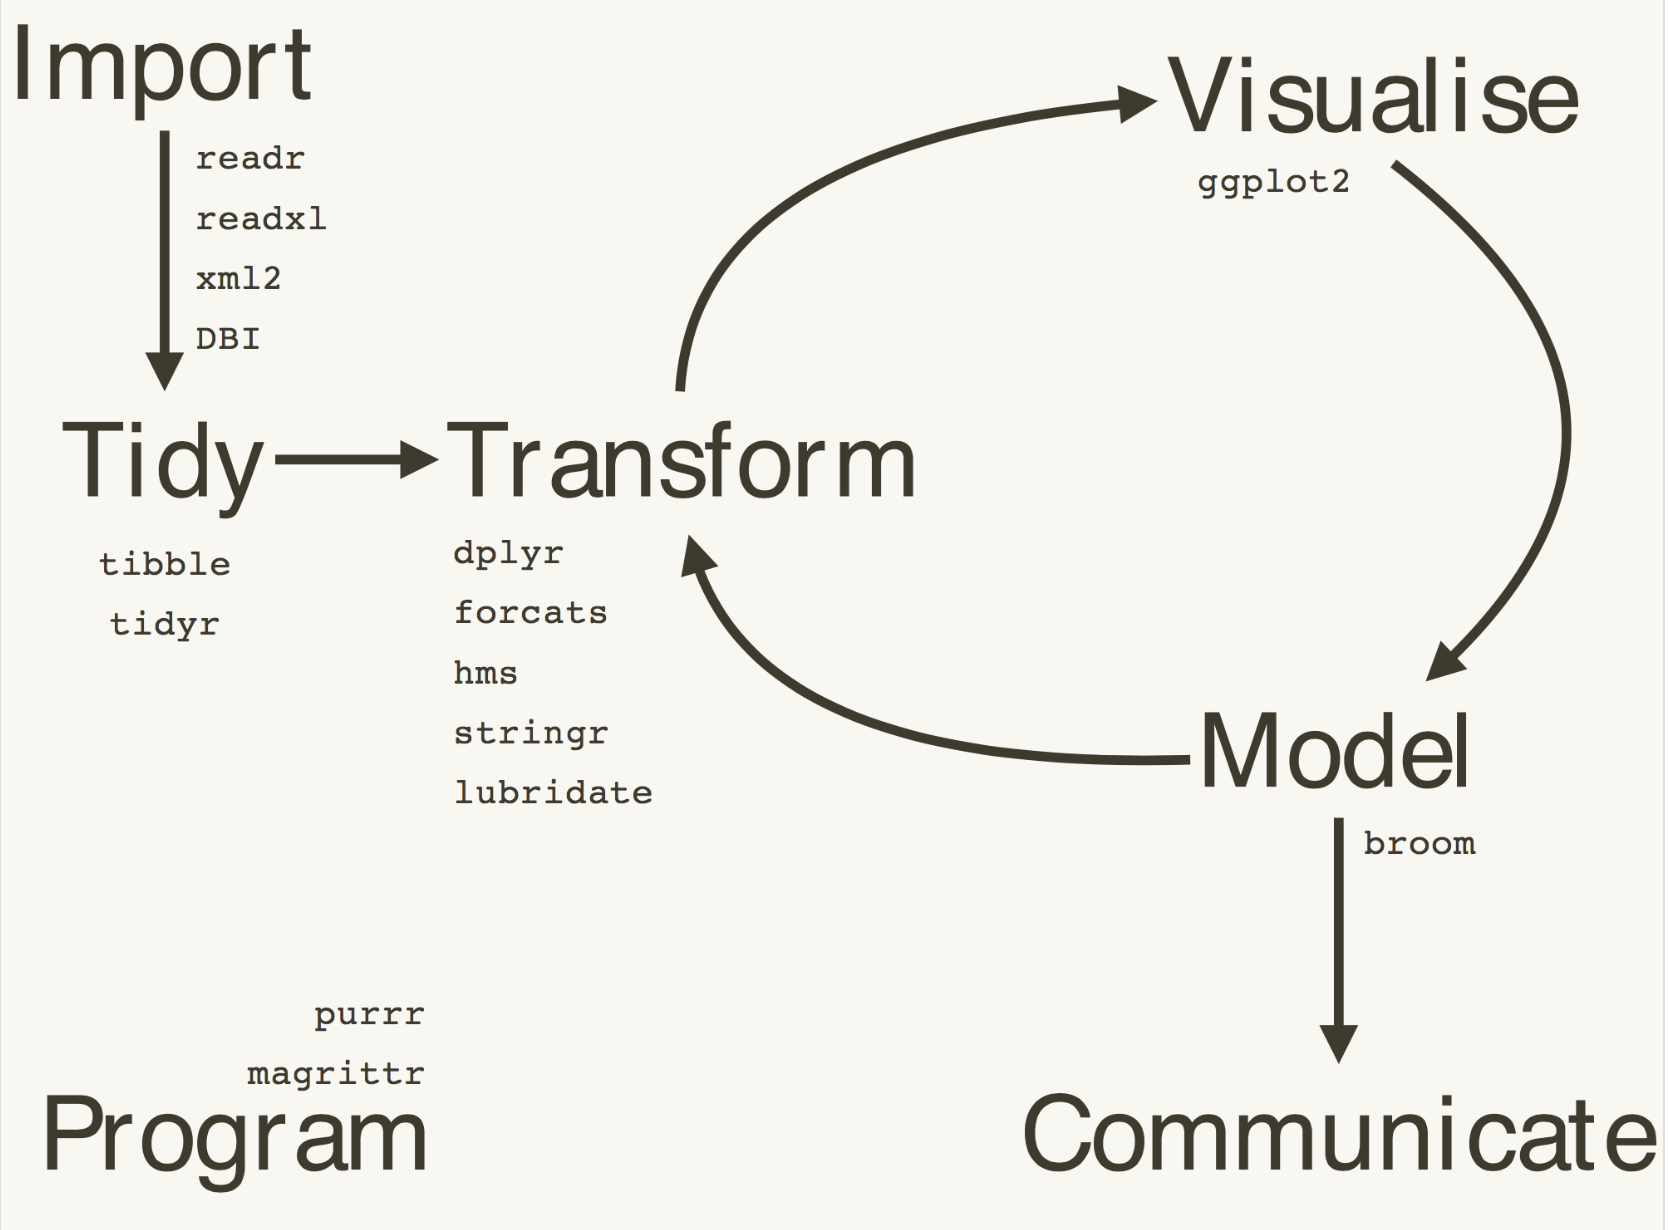 Import
readr
readxl
xml2
DBI
Tidy
tibble
tidyr
Transform
dplyr
forcats
hms
stringr
lubridate
Visualise
ggplot2
Model
broom
purrr
magrittr
Program
Communicate